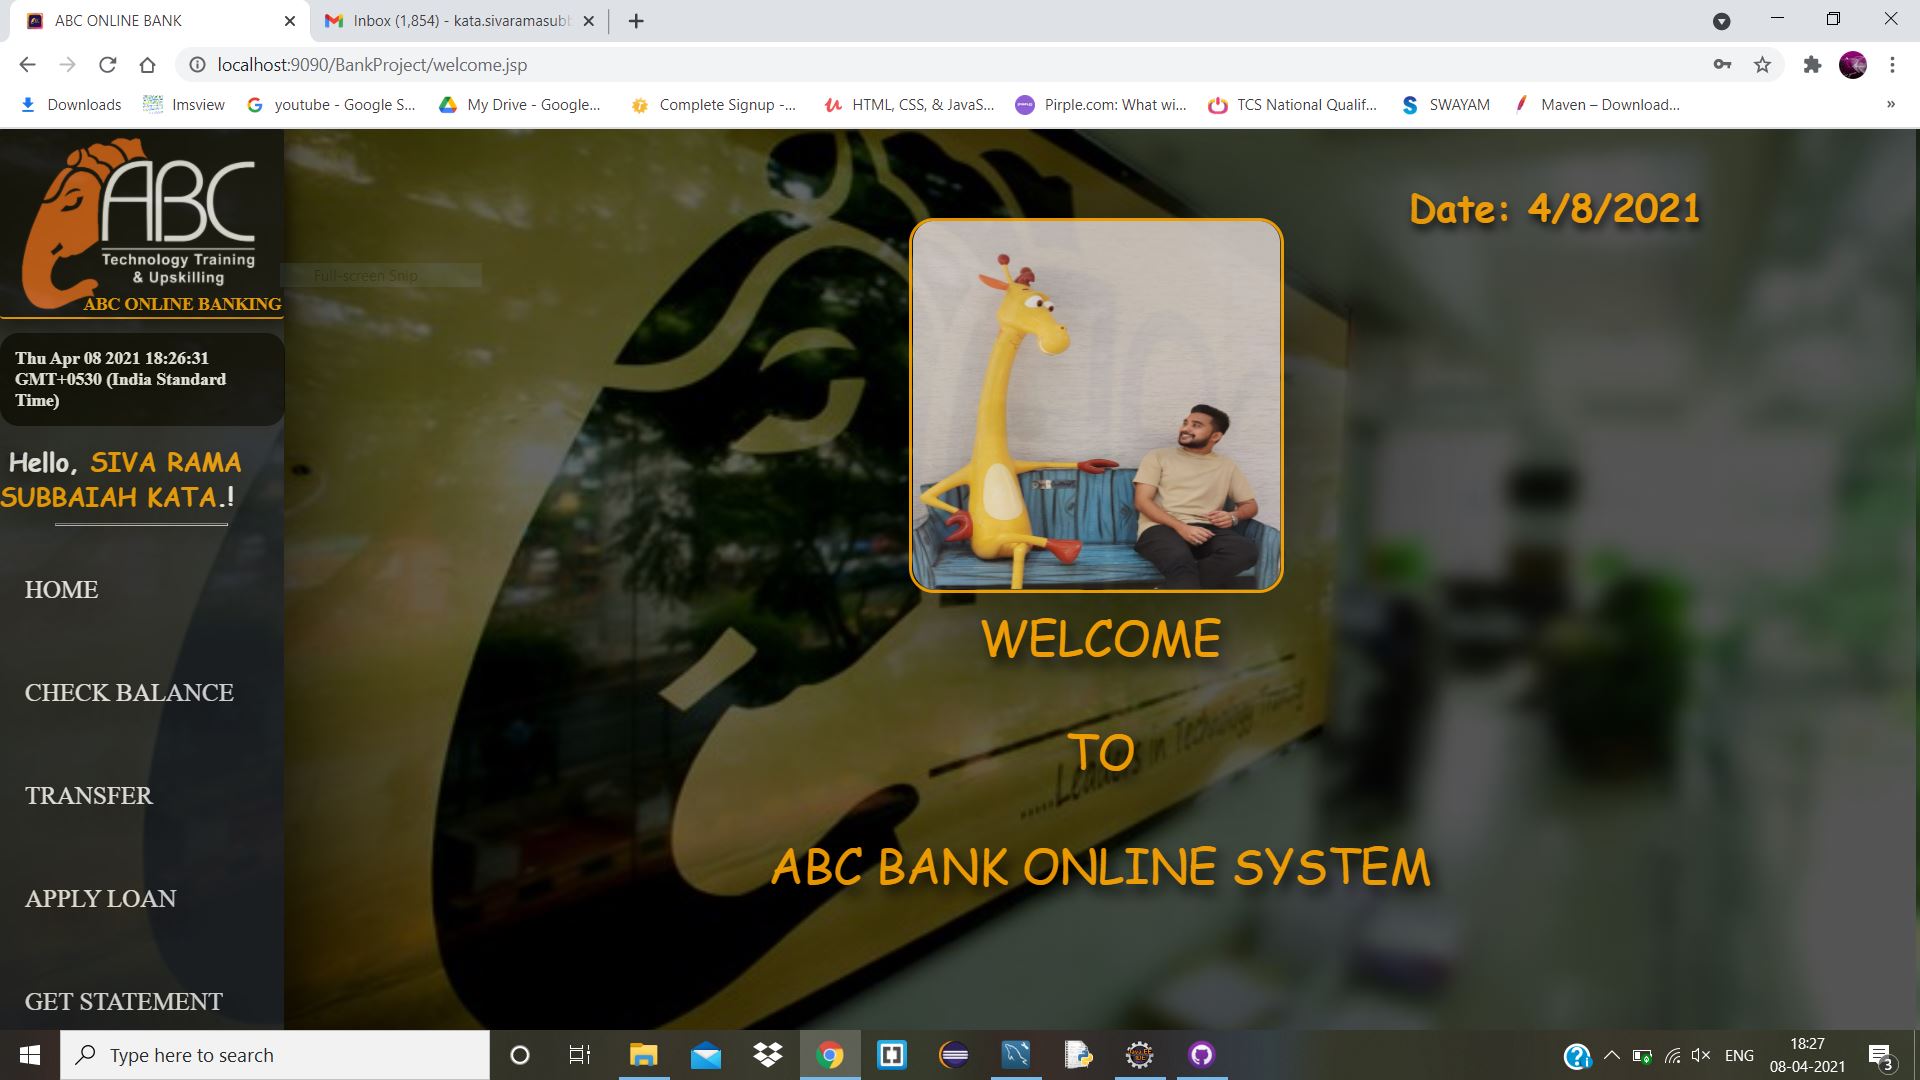 ABC ONLINE BANK
Inbox (1,854) - kata.sivaramasubb
localhost:9090/BankProject/welcome.jsp
Downloads
Imsview
youtube - Google S...
My Drive - Google...
Complete Signup -...
HTML, CSS, & JavaS...
Pirple.com: What wi...
TCS National Qualif...
SWAYAM
Maven – Download...
»
ABC
Technology Training
& Upskilling
ABC ONLINE BANKING
Full-screen Snip
Thu Apr 08 2021 18:26:31
GMT+0530 (India Standard
Time)
Hello, SIVA RAMA
SUBBAIAH KATA.!
HOME
CHECK BALANCE
TRANSFER
APPLY LOAN
GET STATEMENT
Date: 4/8/2021
WELCOME
TO
.....Leaders in Technology Training
ABC BANK ONLINE SYSTEM
Type here to search
ENG
18:27
08-04-2021
3